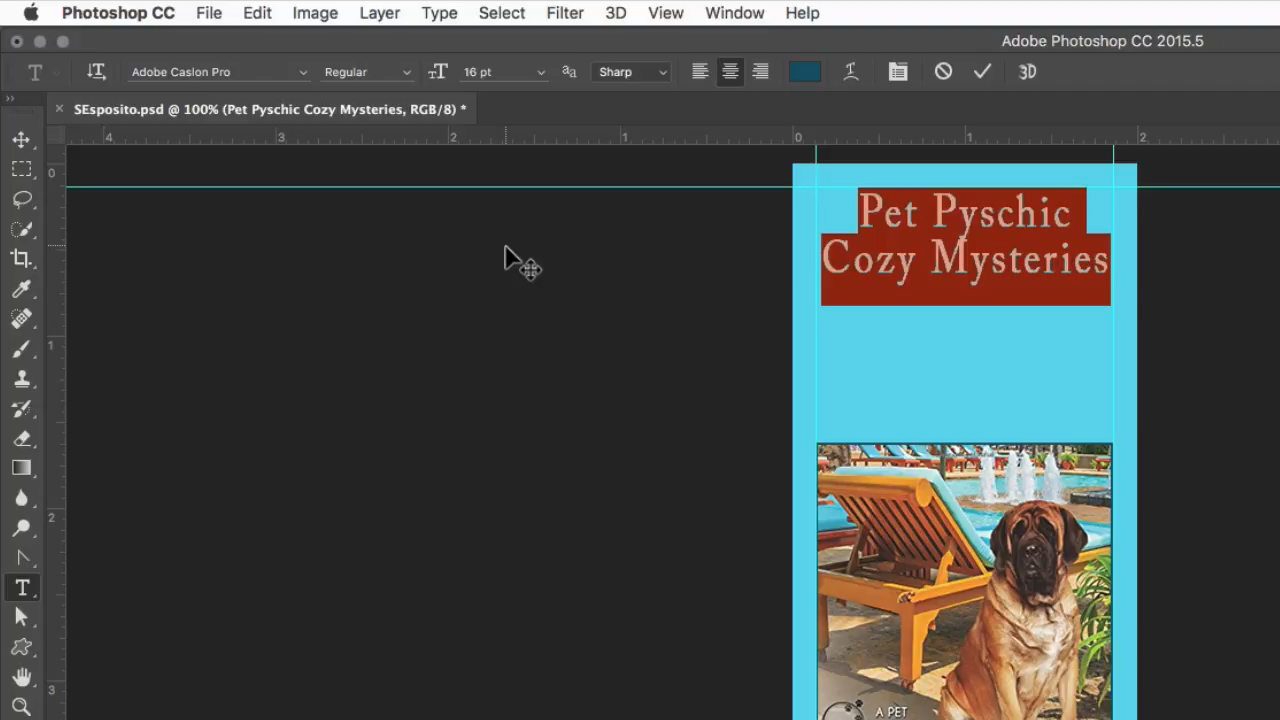 Photoshop CC File Edit Image Layer Type Select Filter 3D View Window Help
Adobe Photoshop CC 2015.5
T Adobe Caslon Pro Regular 16 pt aa Sharp 3D
SEsposito.psd @ 100% (Pet Pyschic Cozy Mysteries, RGB/8) *
4 3 2 1 0 1 2
0
1
2
3
Pet Pyschic
Cozy Mysteries
A PET